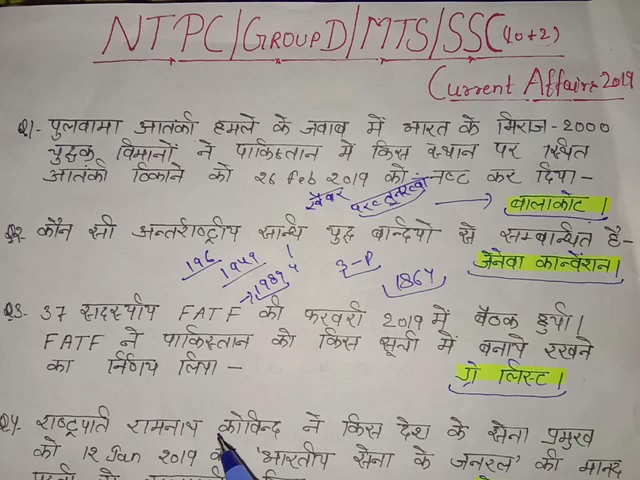 NTPC/GROUP D/MTS/SSC(10+2)
Current Affairs 2019
Q1- पुलवामा आतंकी हमले के जवाब में भारत के मिराज-2000
युद्धक विमानों ने पाकिस्तान में किस स्थान पर स्थित
आतंकी ठिकाने को 26 Feb 2019 को नष्ट कर दिया-
खैबर
बालाकोट।
Q2- कौन सी अन्तर्राष्ट्रीय सन्धि युद्ध बन्दियों से सम्बन्धित है-
जेनेवा कान्वेंशन।
196
1949
3-P
1864
Q3- 37 सदस्यीय FATF की फरवरी 2019 में बैठक हुयी।
FATF ने पाकिस्तान को किस सूची में बनाये रखने
का निर्णय लिया-
ग्रे लिस्ट।
Q4- राष्ट्रपति रामनाथ कोविन्द ने किस देश के सेना प्रमुख
को 12 Jan 2019 'भारतीय सेना के जनरल' की मानद